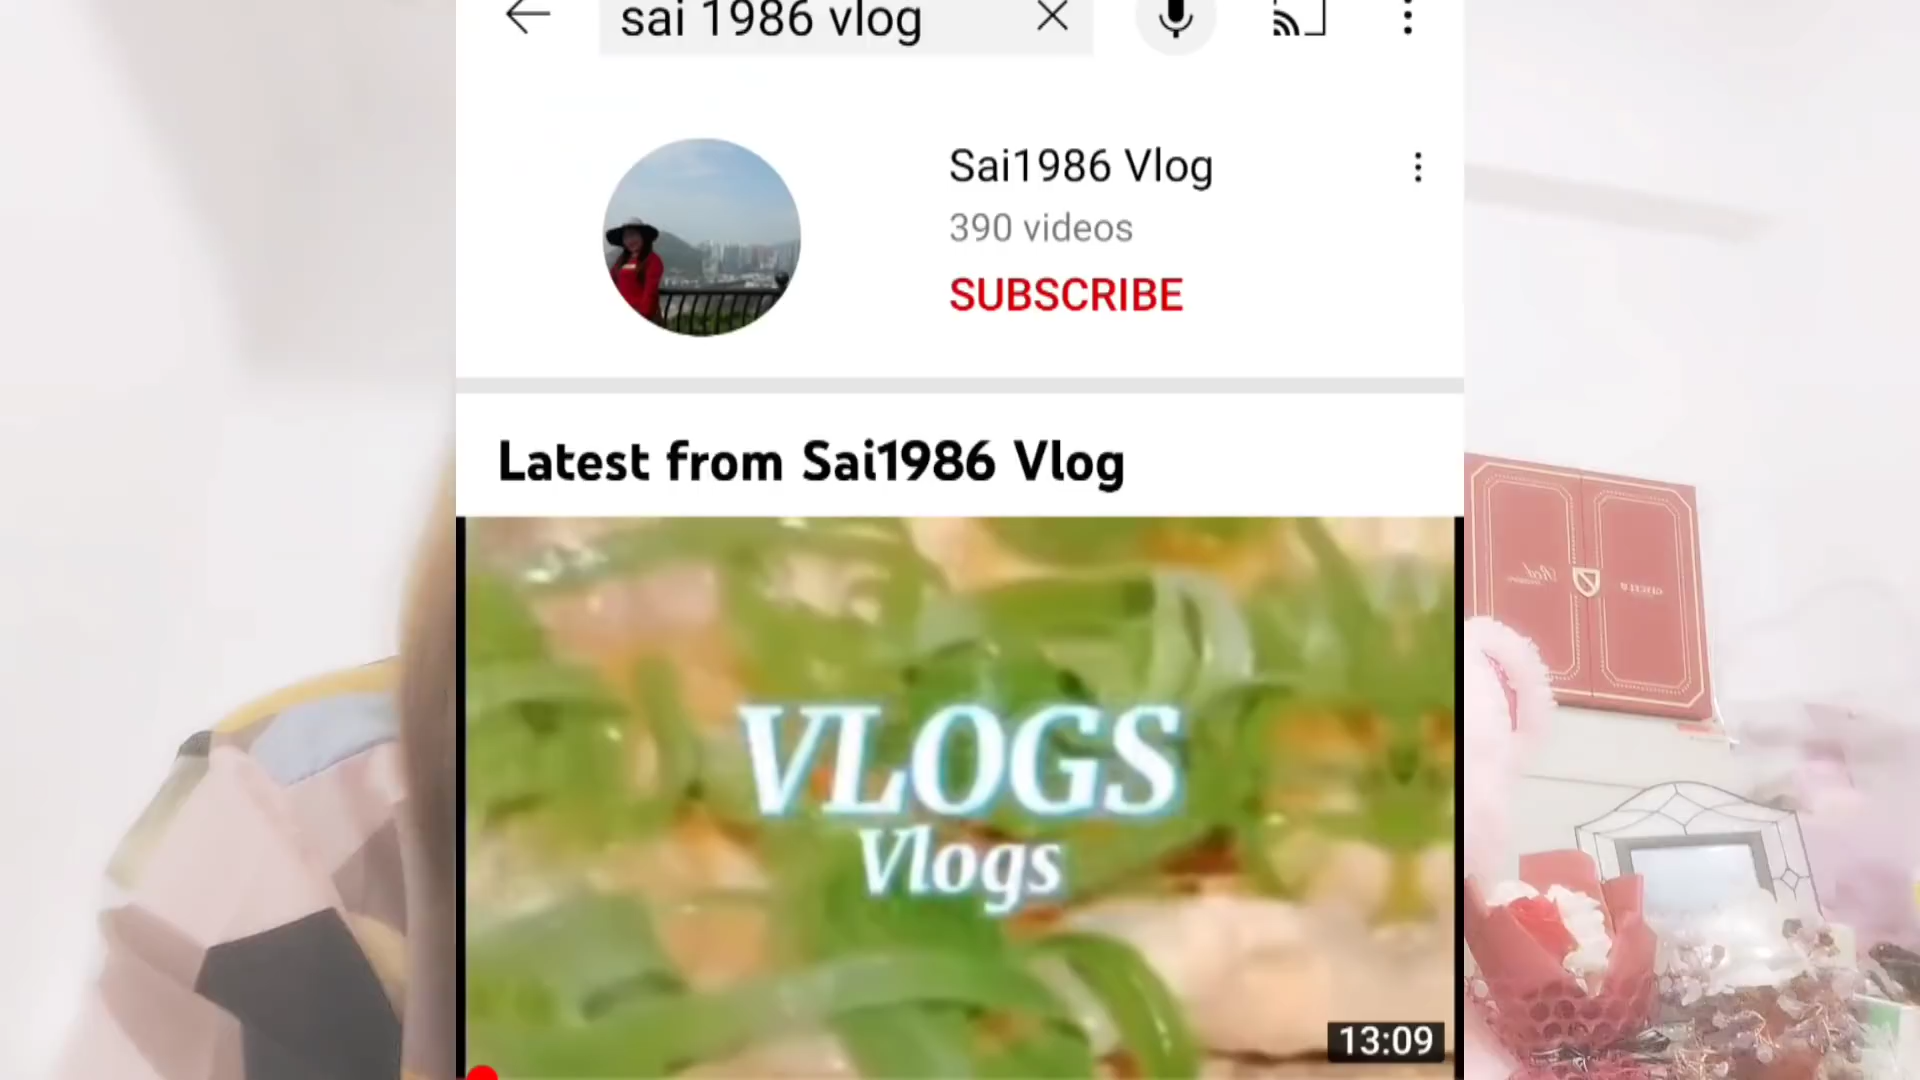 sai 1986 vlog
Sai1986 Vlog
390 videos
SUBSCRIBE
Latest from Sai1986 Vlog
VLOGS
Vlogs
13:09